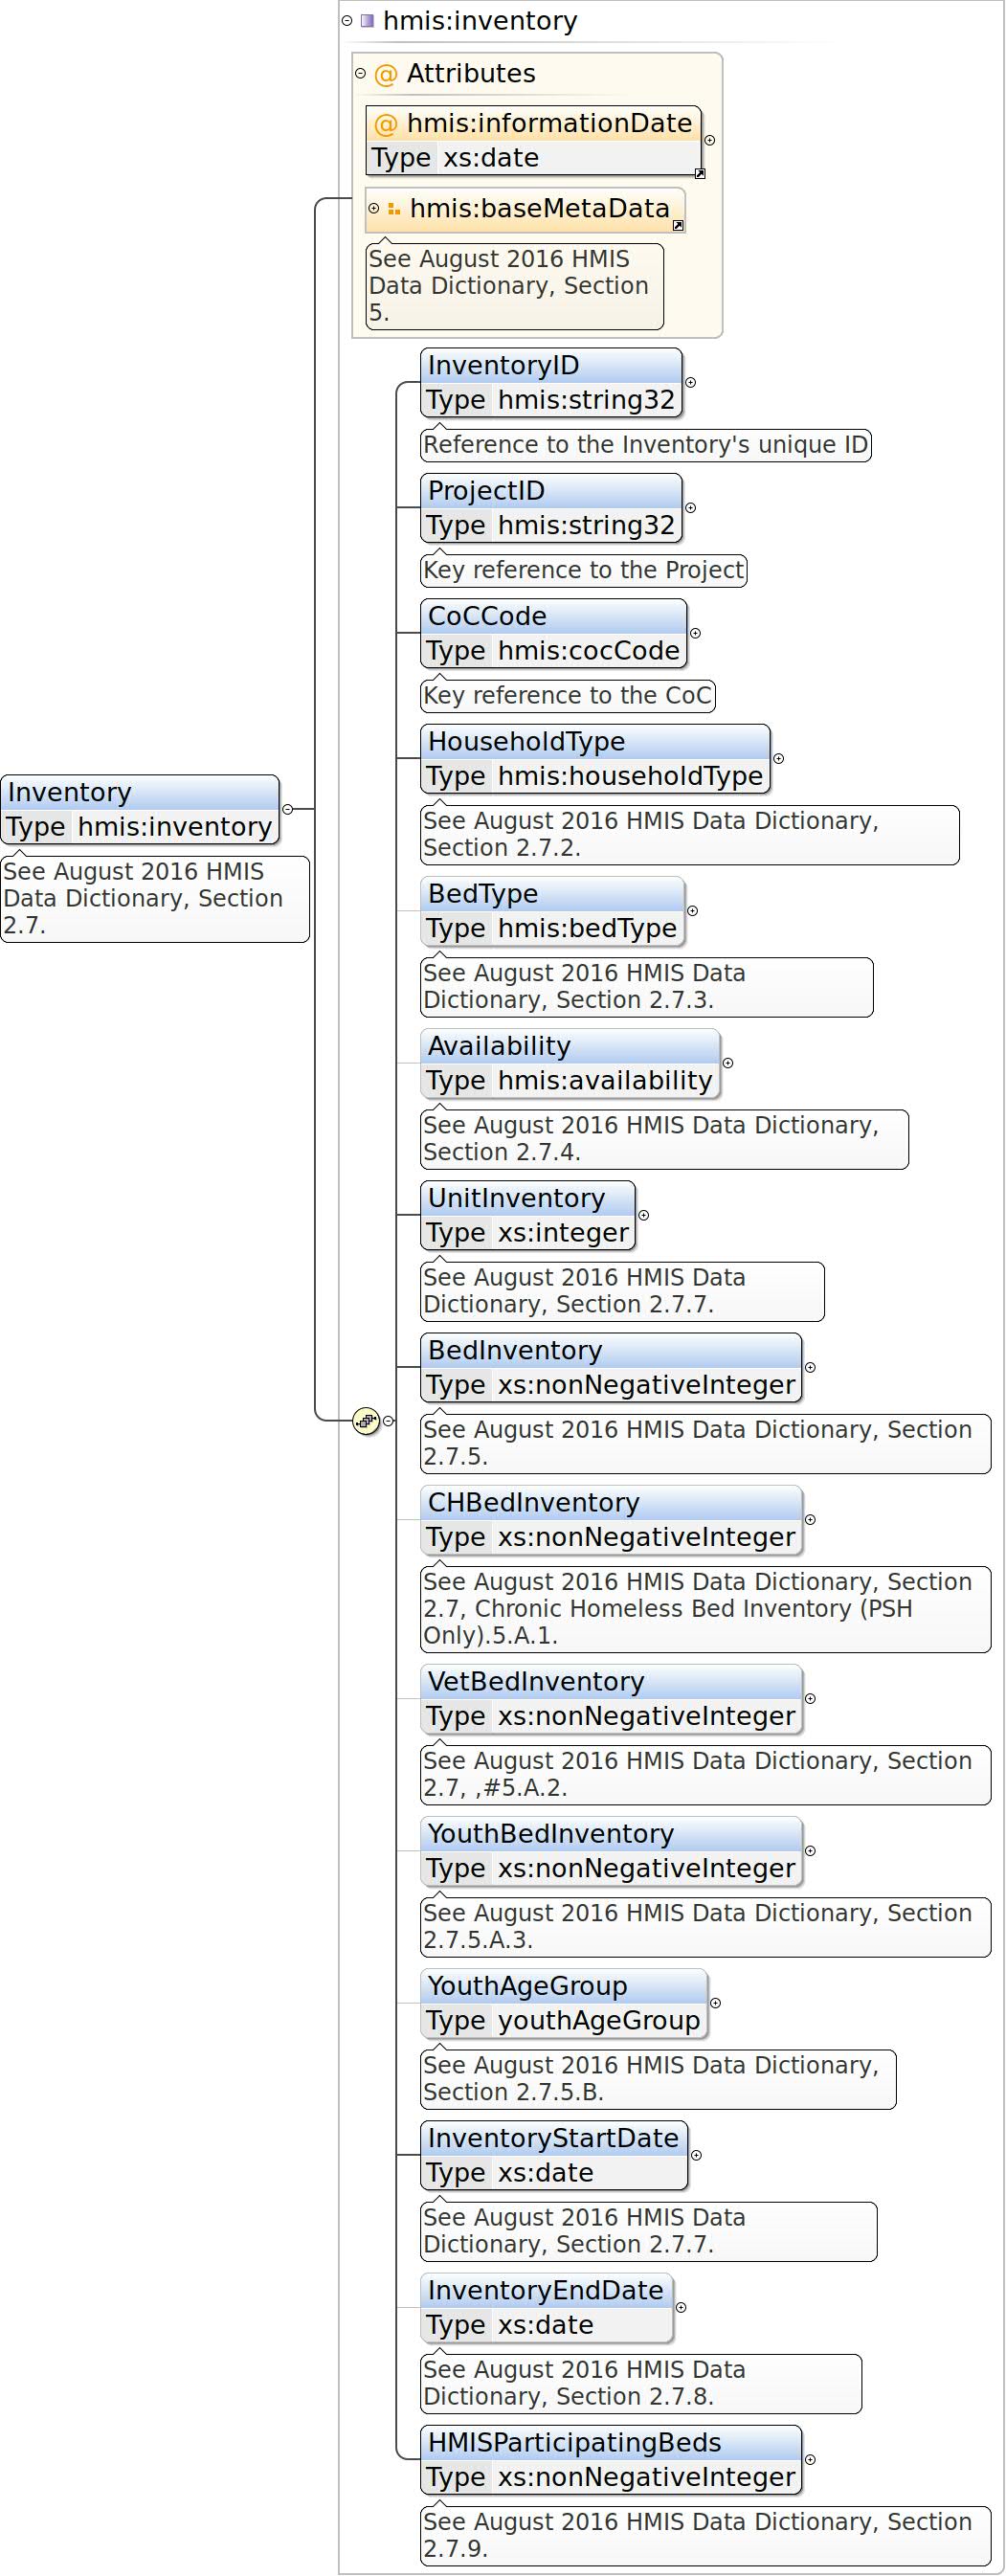 hmis:inventory
@ Attributes
@ hmis:informationDate
Type xs:date
hmis:baseMetaData
See August 2016 HMIS
Data Dictionary, Section
5.
InventoryID
Type hmis:string32
Reference to the Inventory's unique ID
ProjectID
Type hmis:string32
Key reference to the Project
CoCCode
Type hmis:cocCode
Key reference to the CoC
HouseholdType
Type hmis:householdType
Inventory
Type hmis:inventory
See August 2016 HMIS
Data Dictionary, Section
2.7.
See August 2016 HMIS Data Dictionary,
Section 2.7.2.
BedType
Type hmis:bedType
See August 2016 HMIS Data
Dictionary, Section 2.7.3.
Availability
Type hmis:availability
See August 2016 HMIS Data Dictionary,
Section 2.7.4.
UnitInventory
Type xs:integer
See August 2016 HMIS Data
Dictionary, Section 2.7.7.
BedInventory
Type xs:nonNegativeInteger
See August 2016 HMIS Data Dictionary, Section
2.7.5.
CHBedInventory
Type xs:nonNegativeInteger
See August 2016 HMIS Data Dictionary, Section
2.7, Chronic Homeless Bed Inventory (PSH
Only).5.A.1.
VetBedInventory
Type xs:nonNegativeInteger
See August 2016 HMIS Data Dictionary, Section
2.7, ,#5.A.2.
YouthBedInventory
Type xs:nonNegativeInteger
See August 2016 HMIS Data Dictionary, Section
2.7.5.A.3.
YouthAgeGroup
Type youthAgeGroup
See August 2016 HMIS Data Dictionary,
Section 2.7.5.B.
InventoryStartDate
Type xs:date
See August 2016 HMIS Data
Dictionary, Section 2.7.7.
InventoryEndDate
Type xs:date
See August 2016 HMIS Data
Dictionary, Section 2.7.8.
HMISParticipatingBeds
Type xs:nonNegativeInteger
See August 2016 HMIS Data Dictionary, Section
2.7.9.